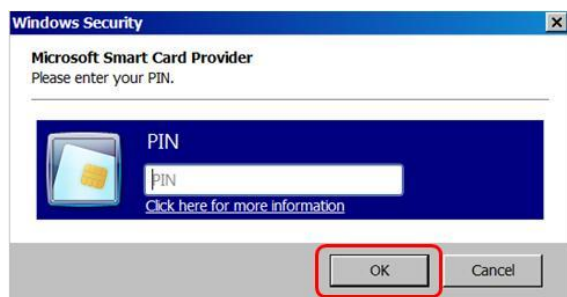 Windows Security
Microsoft Smart Card Provider
Please enter your PIN.
PIN
PIN
Click here for more information
OK
Cancel